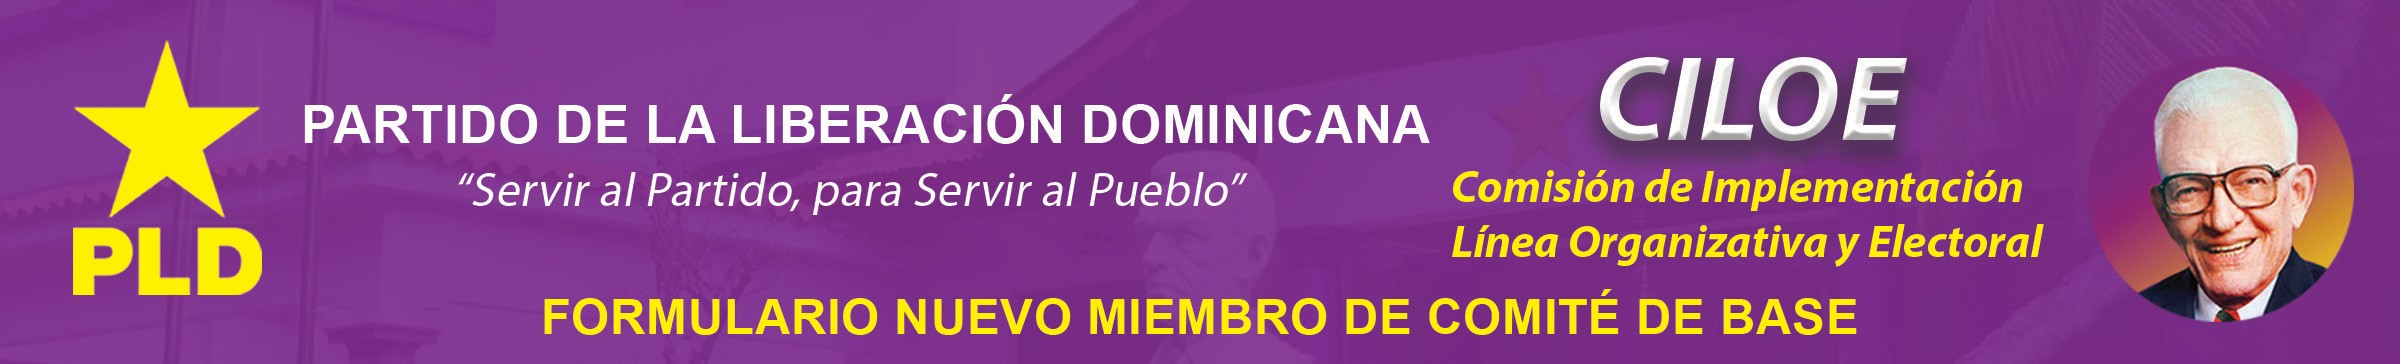 PLD
PARTIDO DE LA LIBERACIÓN DOMINICANA
“Servir al Partido, para Servir al Pueblo”
CILOE
Comisión de Implementación
Línea Organizativa y Electoral
FORMULARIO NUEVO MIEMBRO DE COMITÉ DE BASE